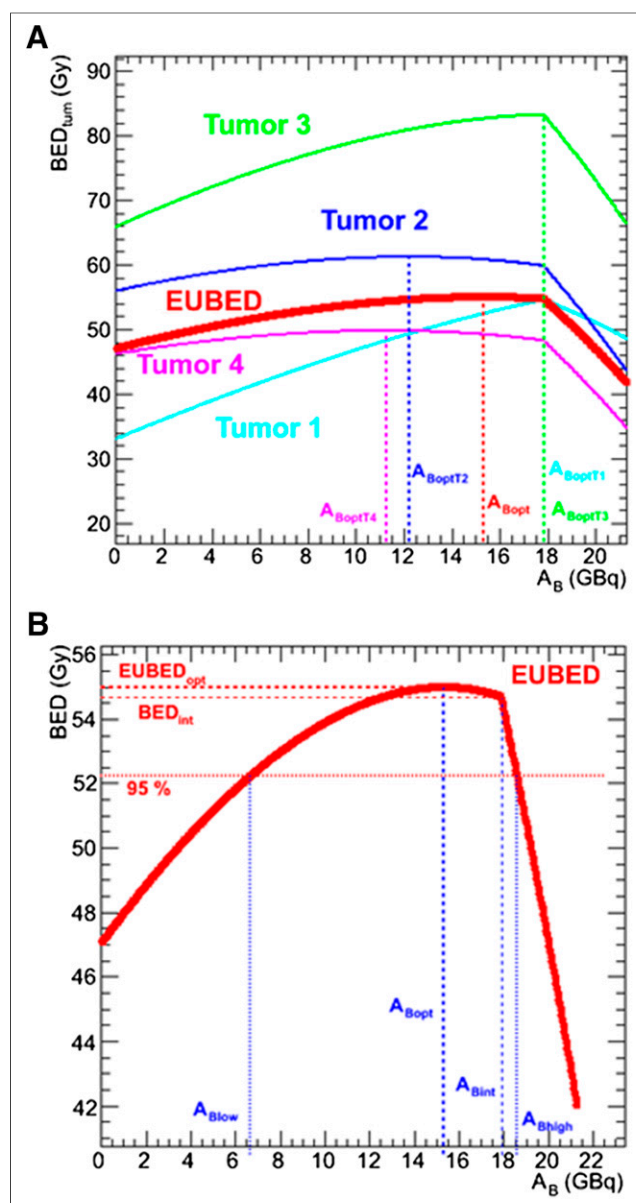 A
BED_tum (Gy)
90
80
70
60
50
40
30
20
Tumor 3
Tumor 2
EUBED
Tumor 4
Tumor 1
A_BoptT4
A_BoptT2
A_Bopt
A_BoptT1
A_BoptT3
0 2 4 6 8 10 12 14 16 18 20
A_B (GBq)
B
BED (Gy)
56
54
52
50
48
46
44
42
EUBED_opt
EUBED
BED_int
95 %
A_Bopt
A_Bint
A_Blow
A_Bhigh
0 2 4 6 8 10 12 14 16 18 20 22
A_B (GBq)